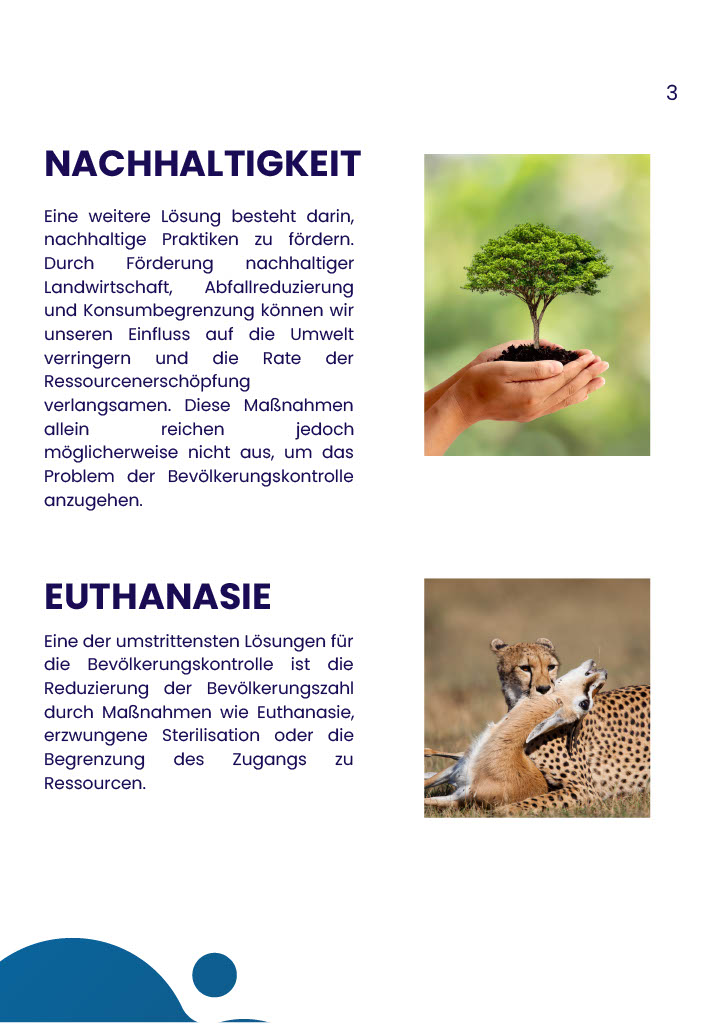 3
NACHHALTIGKEIT
Eine weitere Lösung besteht darin,
nachhaltige Praktiken zu fördern.
Durch Förderung nachhaltiger
Landwirtschaft, Abfallreduzierung
und Konsumbegrenzung können wir
unseren Einfluss auf die Umwelt
verringern und die Rate der
Ressourcenerschöpfung
verlangsamen. Diese Maßnahmen
allein reichen jedoch
möglicherweise nicht aus, um das
Problem der Bevölkerungskontrolle
anzugehen.
EUTHANASIE
Eine der umstrittensten Lösungen für
die Bevölkerungskontrolle ist die
Reduzierung der Bevölkerungszahl
durch Maßnahmen wie Euthanasie,
erzwungene Sterilisation oder die
Begrenzung des Zugangs zu
Ressourcen.